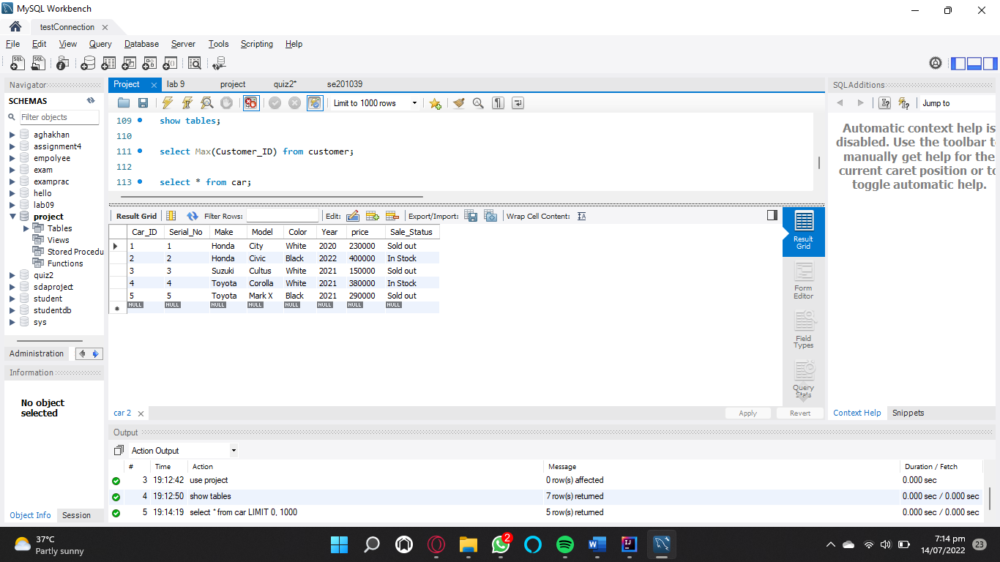 MySQL Workbench
testConnection
File Edit View Query Database Server Tools Scripting Help
Navigator
SCHEMAS
Filter objects
aghakhan
assignment4
empolyee
exam
examprac
hello
lab09
project
Tables
Views
Stored Procedu
Functions
quiz2
sdaproject
student
studentdb
sys
Administration
Information
No object
selected
Object Info Session
Project lab 9 project quiz2* se201039
Limit to 1000 rows
109 show tables;
110
111 select Max(Customer_ID) from customer;
112
113 select * from car;
Result Grid Filter Rows: Edit: Export/Import: Wrap Cell Content: IA
Car_ID Serial_No Make Model Color Year price Sale_Status
1 1 Honda City White 2020 230000 Sold out
2 2 Honda Civic Black 2022 400000 In Stock
3 3 Suzuki Cultus White 2021 150000 Sold out
4 4 Toyota Corolla White 2021 380000 In Stock
5 5 Toyota Mark X Black 2021 290000 Sold out
NULL NULL NULL NULL NULL NULL NULL NULL
Result
Grid
Form
Editor
Field
Types
Query
Stats
car 2
Apply Revert
SQLAdditions
Jump to
Automatic context help is
disabled. Use the toolbar t
manually get help for the
current caret position or to
toggle automatic help.
Context Help Snippets
Output
Action Output
# Time Action Message Duration / Fetch
3 19:12:42 use project 0 row(s) affected 0.000 sec
4 19:12:50 show tables 7 row(s) returned 0.000 sec / 0.000 sec
5 19:14:19 select * from car LIMIT 0, 1000 5 row(s) returned 0.000 sec / 0.000 sec
37°C
Partly sunny
2
7:14 pm
14/07/2022
23